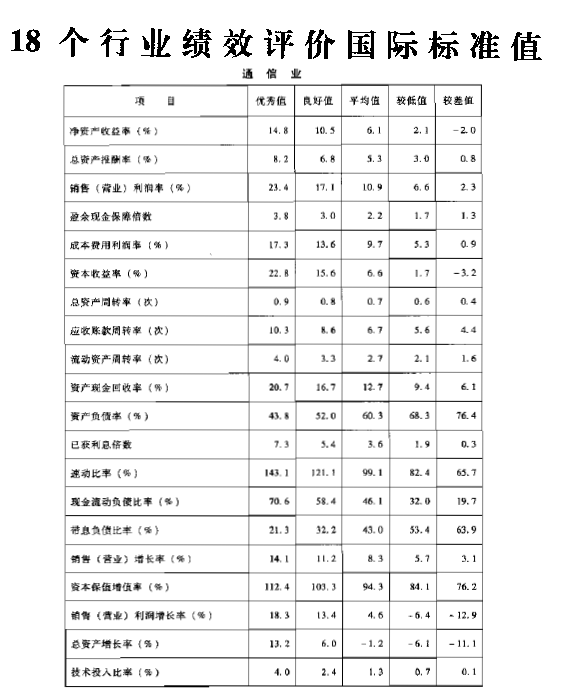 18 个行业绩效评价国际标准值
通 信 业
项 目 优秀值 良好值 平均值 较低值 较差值
净资产收益率（%） 14.8 10.5 6.1 2.1 -2.0
总资产报酬率（%） 8.2 6.8 5.3 3.0 0.8
销售（营业）利润率（%） 23.4 17.1 10.9 6.6 2.3
盈余现金保障倍数 3.8 3.0 2.2 1.7 1.3
成本费用利润率（%） 17.3 13.6 9.7 5.3 0.9
资本收益率（%） 22.8 15.6 6.6 1.7 -3.2
总资产周转率（次） 0.9 0.8 0.7 0.6 0.4
应收账款周转率（次） 10.3 8.6 6.7 5.6 4.4
流动资产周转率（次） 4.0 3.3 2.7 2.1 1.6
资产现金回收率（%） 20.7 16.7 12.7 9.4 6.1
资产负债率（%） 43.8 52.0 60.3 68.3 76.4
已获利息倍数 7.3 5.4 3.6 1.9 0.3
速动比率（%） 143.1 121.1 99.1 82.4 65.7
现金流动负债比率（%） 70.6 58.4 46.1 32.0 19.7
带息负债比率（%） 21.3 32.2 43.0 53.4 63.9
销售（营业）增长率（%） 14.1 11.2 8.3 5.7 3.1
资本保值增值率（%） 112.4 103.3 94.3 84.1 76.2
销售（营业）利润增长率（%） 18.3 13.4 4.6 -6.4 -12.9
总资产增长率（%） 13.2 6.0 -1.2 -6.1 -11.1
技术投入比率（%） 4.0 2.4 1.3 0.7 0.1